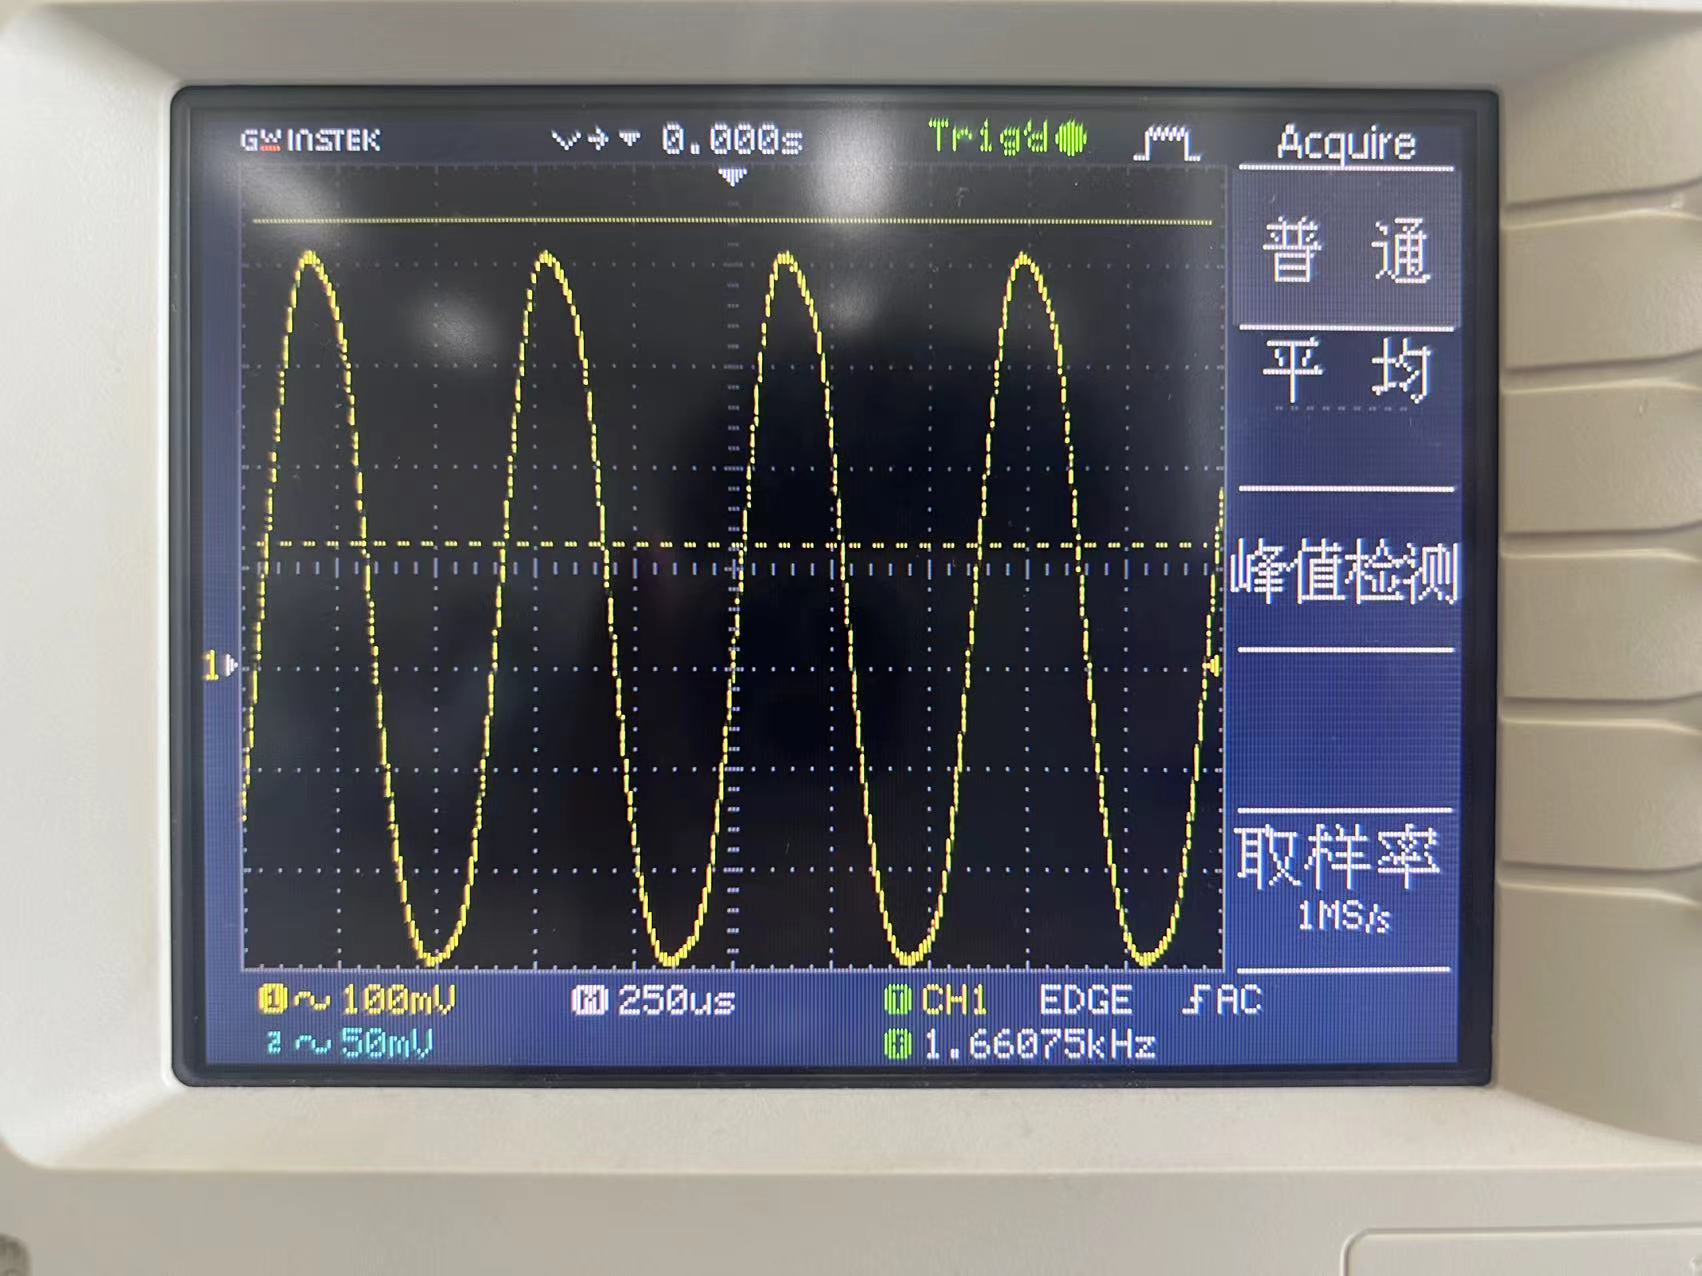 GW INSTEK 0.000s Trig'd Acquire
普 通
平 均
峰值检测
1
取样率
1MS/s
1 100mV M 250us T CH1 EDGE AC
2 50mV 1.66075kHz